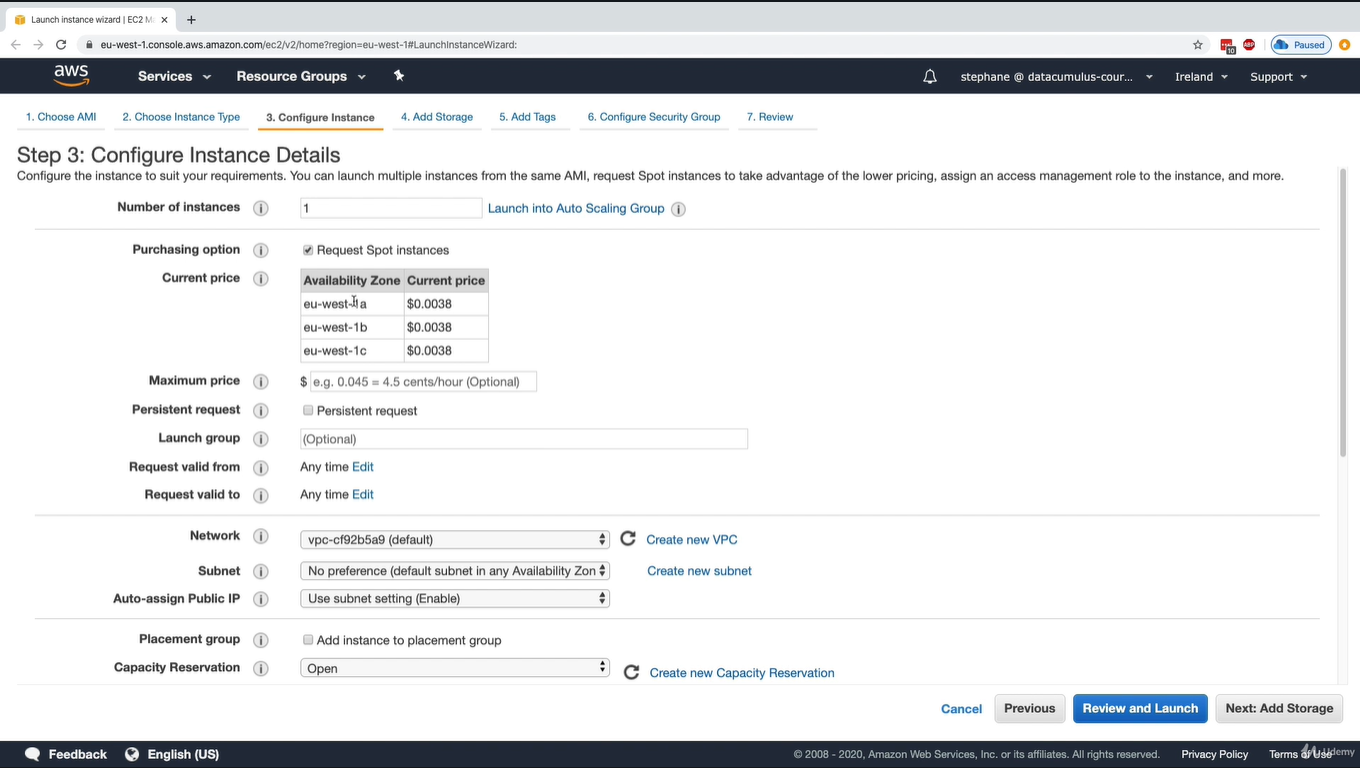 Launch instance wizard | EC2 M
eu-west-1.console.aws.amazon.com/ec2/v2/home?region=eu-west-1#LaunchInstanceWizard:
10
ABP
Paused
aws
Services
Resource Groups
stephane @ datacumulus-cour...
Ireland
Support
1. Choose AMI
2. Choose Instance Type
3. Configure Instance
4. Add Storage
5. Add Tags
6. Configure Security Group
7. Review
Step 3: Configure Instance Details
Configure the instance to suit your requirements. You can launch multiple instances from the same AMI, request Spot instances to take advantage of the lower pricing, assign an access management role to the instance, and more.
Number of instances
1
Launch into Auto Scaling Group
Purchasing option
Request Spot instances
Current price
Availability Zone Current price
eu-west-1a $0.0038
eu-west-1b $0.0038
eu-west-1c $0.0038
Maximum price
$ e.g. 0.045 = 4.5 cents/hour (Optional)
Persistent request
Persistent request
Launch group
(Optional)
Request valid from
Any time Edit
Request valid to
Any time Edit
Network
vpc-cf92b5a9 (default)
Create new VPC
Subnet
No preference (default subnet in any Availability Zon
Create new subnet
Auto-assign Public IP
Use subnet setting (Enable)
Placement group
Add instance to placement group
Capacity Reservation
Open
Create new Capacity Reservation
Cancel
Previous
Review and Launch
Next: Add Storage
Feedback
English (US)
© 2008 - 2020, Amazon Web Services, Inc. or its affiliates. All rights reserved.
Privacy Policy
Terms of Use
Udemy